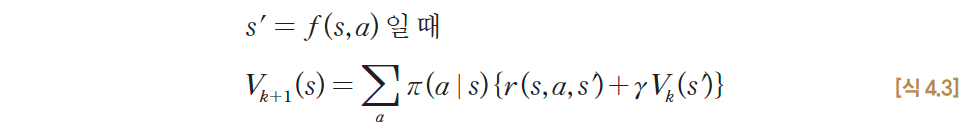 s′ = f(s,a) 일 때
V_{k+1}(s) = ∑_a π(a|s){r(s,a,s′)+γV_k(s′)} [식 4.3]